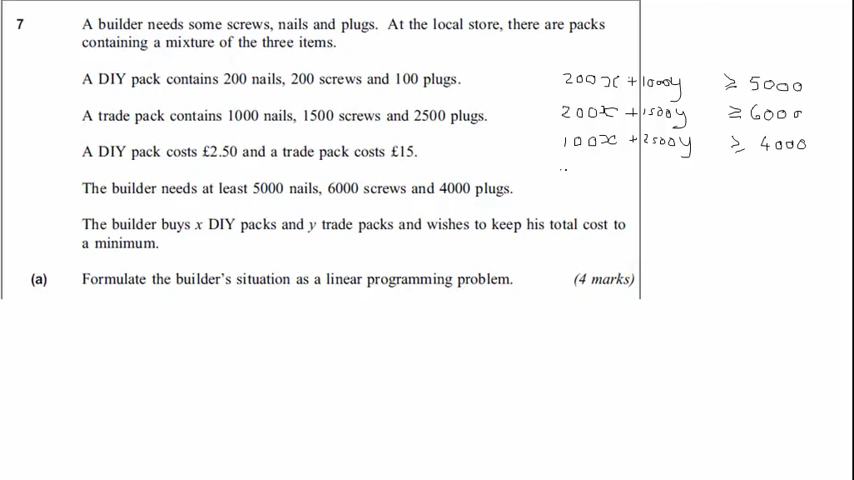 7 A builder needs some screws, nails and plugs. At the local store, there are packs
containing a mixture of the three items.
A DIY pack contains 200 nails, 200 screws and 100 plugs.
200x + 1000y ≥ 5000
A trade pack contains 1000 nails, 1500 screws and 2500 plugs.
200x + 1500y ≥ 6000
A DIY pack costs £2.50 and a trade pack costs £15.
100x + 2500y ≥ 4000
The builder needs at least 5000 nails, 6000 screws and 4000 plugs.
The builder buys x DIY packs and y trade packs and wishes to keep his total cost to
a minimum.
(a) Formulate the builder's situation as a linear programming problem. (4 marks)